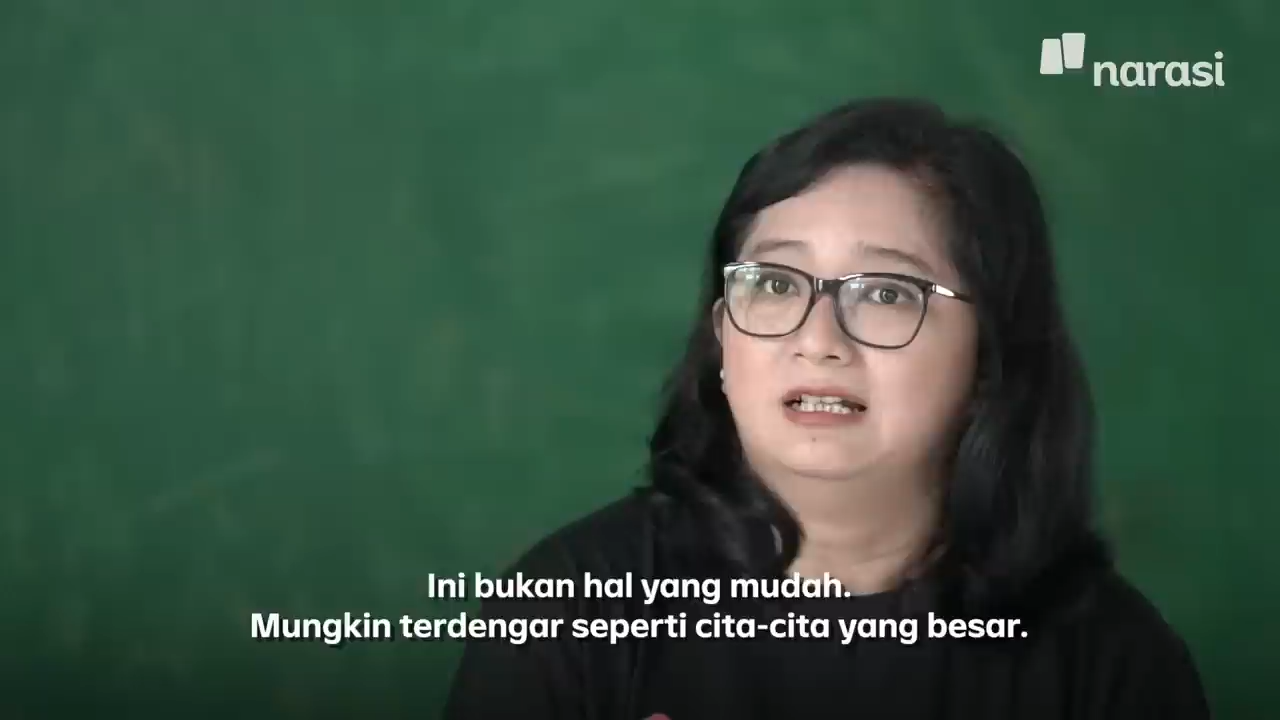 narasi
Ini bukan hal yang mudah.
Mungkin terdengar seperti cita-cita yang besar.